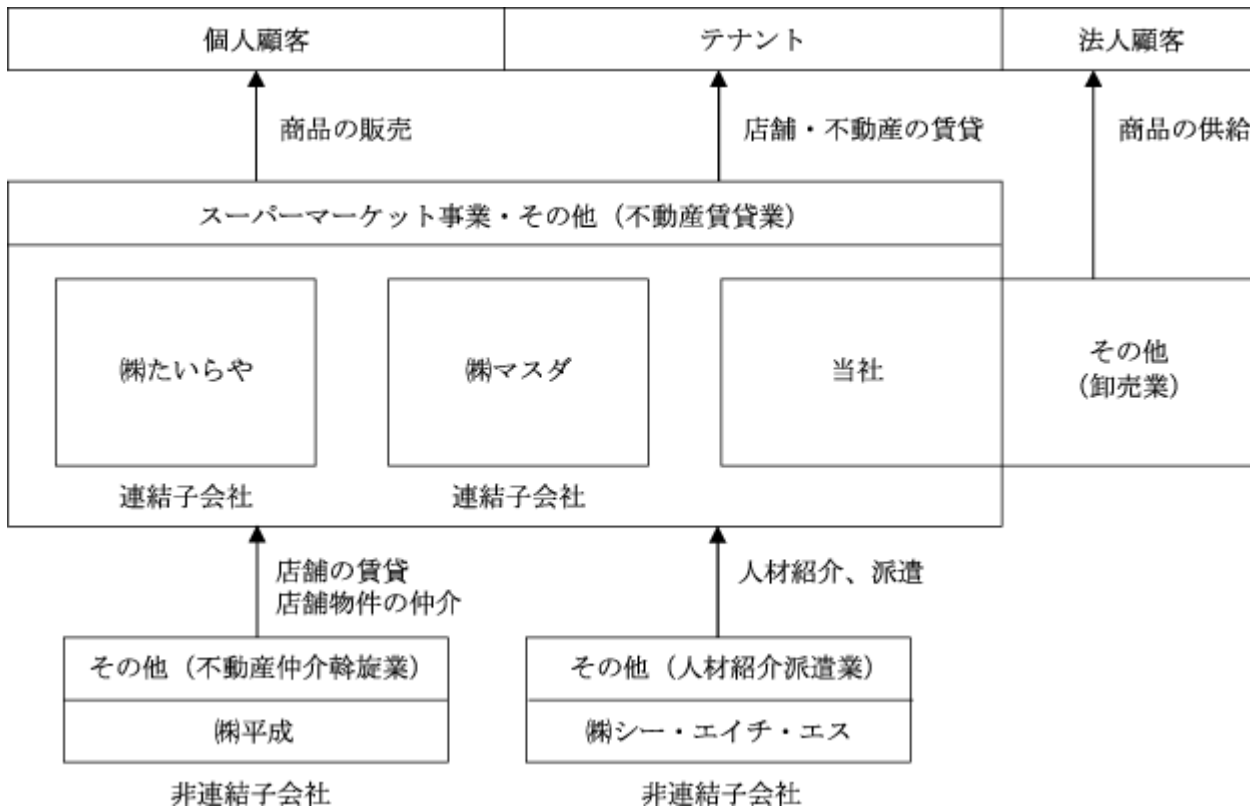 個人顧客
テナント
法人顧客
商品の販売
店舗・不動産の賃貸
商品の供給
スーパーマーケット事業・その他（不動産賃貸業）
㈱たいらや
㈱マスダ
当社
その他
（卸売業）
連結子会社
連結子会社
店舗の賃貸
店舗物件の仲介
人材紹介、派遣
その他（不動産仲介斡旋業）
㈱平成
非連結子会社
その他（人材紹介派遣業）
㈱シー・エイチ・エス
非連結子会社